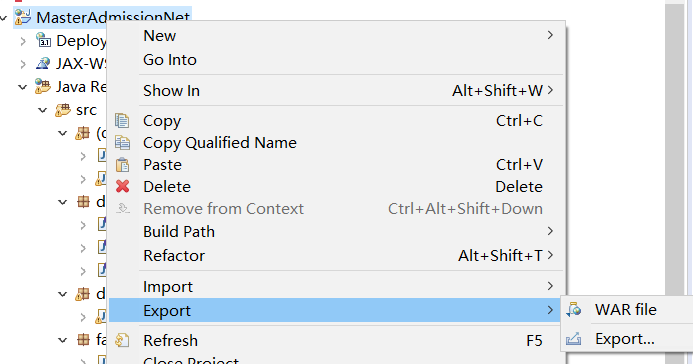 MasterAdmissionNet
Deploy
JAX-WS
Java Re
src
(d
d
d
fa
New
Go Into
Show In Alt+Shift+W
Copy Ctrl+C
Copy Qualified Name
Paste Ctrl+V
Delete Delete
Remove from Context Ctrl+Alt+Shift+Down
Build Path
Refactor Alt+Shift+T
Import
Export
WAR file
Export...
Refresh F5
Close Project